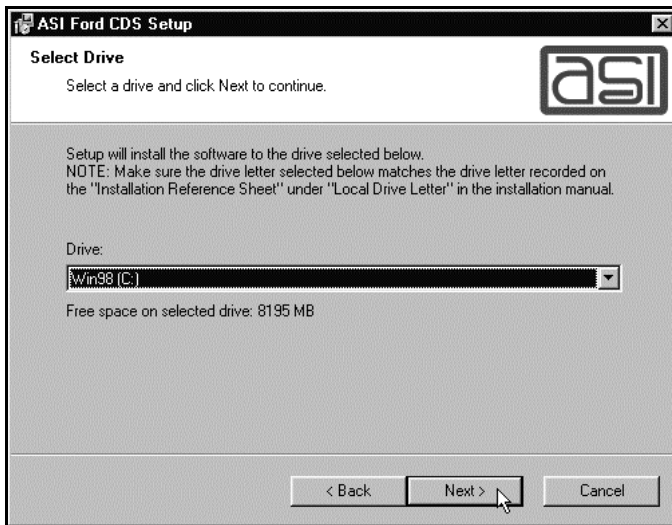 ASI Ford CDS Setup
Select Drive
Select a drive and click Next to continue.
asi
Setup will install the software to the drive selected below.
NOTE: Make sure the drive letter selected below matches the drive letter recorded on
the "Installation Reference Sheet" under "Local Drive Letter" in the installation manual.
Drive:
Win98 (C:)
Free space on selected drive: 8195 MB
< Back
Next >
Cancel